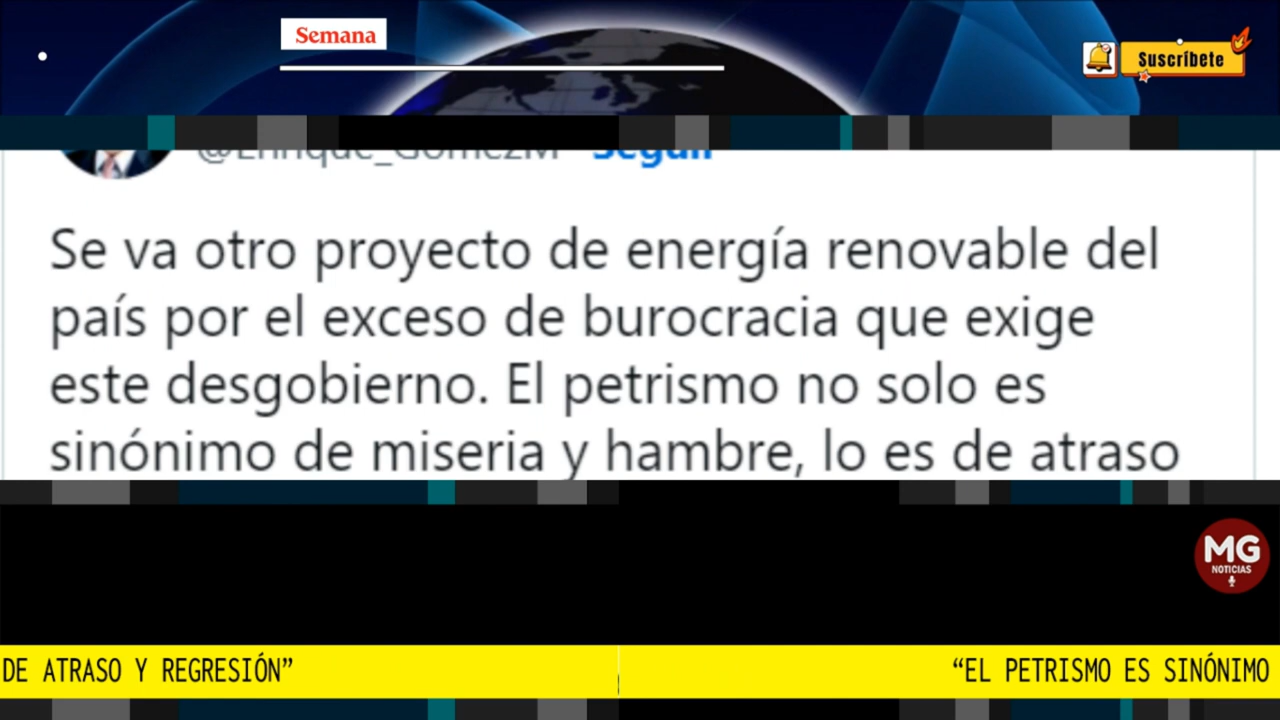 Semana
Suscríbete
Se va otro proyecto de energía renovable del
país por el exceso de burocracia que exige
este desgobierno. El petrismo no solo es
sinónimo de miseria y hambre, lo es de atraso
MG
NOTICIAS
DE ATRASO Y REGRESIÓN” “EL PETRISMO ES SINÓNIMO